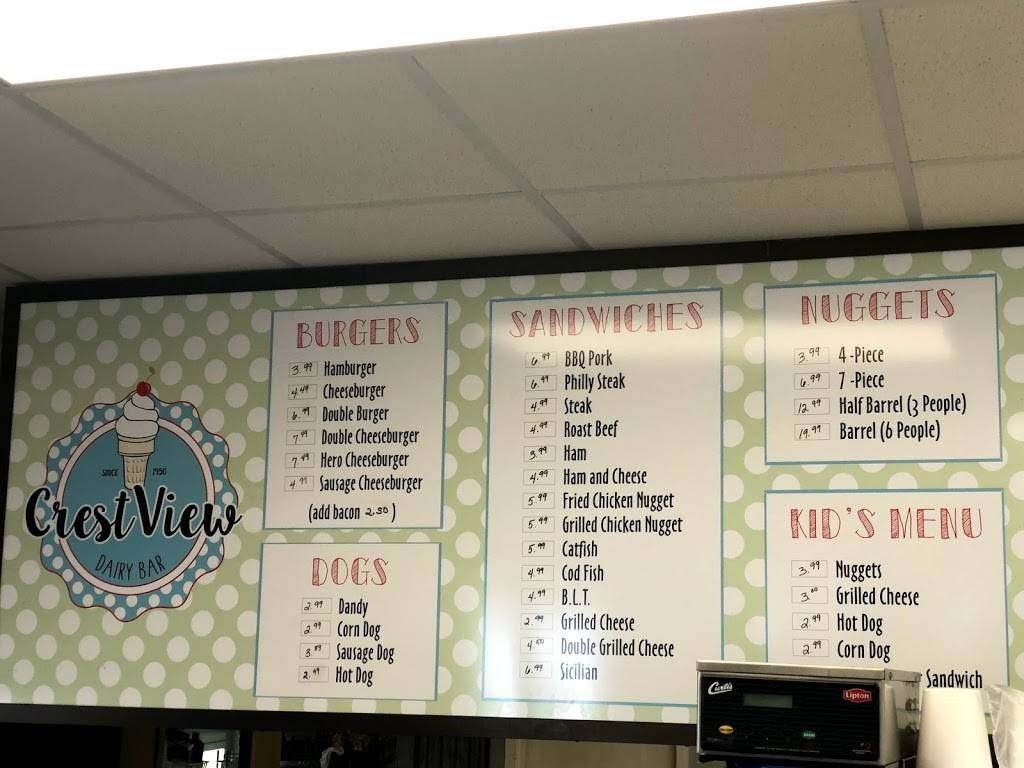 SINCE 1950
CrestView
DAIRY BAR
BURGERS
3.99 Hamburger
4.49 Cheeseburger
6.99 Double Burger
7.49 Double Cheeseburger
7.49 Hero Cheeseburger
4.99 Sausage Cheeseburger
(add bacon 2.50)
DOGS
2.99 Dandy
2.99 Corn Dog
3.89 Sausage Dog
2.49 Hot Dog
SANDWICHES
6.99 BBQ Pork
6.99 Philly Steak
4.99 Steak
4.99 Roast Beef
3.99 Ham
4.99 Ham and Cheese
5.99 Fried Chicken Nugget
5.99 Grilled Chicken Nugget
5.99 Catfish
4.99 Cod Fish
4.99 B.L.T.
2.99 Grilled Cheese
4.50 Double Grilled Cheese
6.99 Sicilian
NUGGETS
3.99 4-Piece
6.99 7-Piece
12.99 Half Barrel (3 People)
19.99 Barrel (6 People)
KID'S MENU
3.99 Nuggets
3.00 Grilled Cheese
2.99 Hot Dog
2.99 Corn Dog
Sandwich
Curtis
Lipton